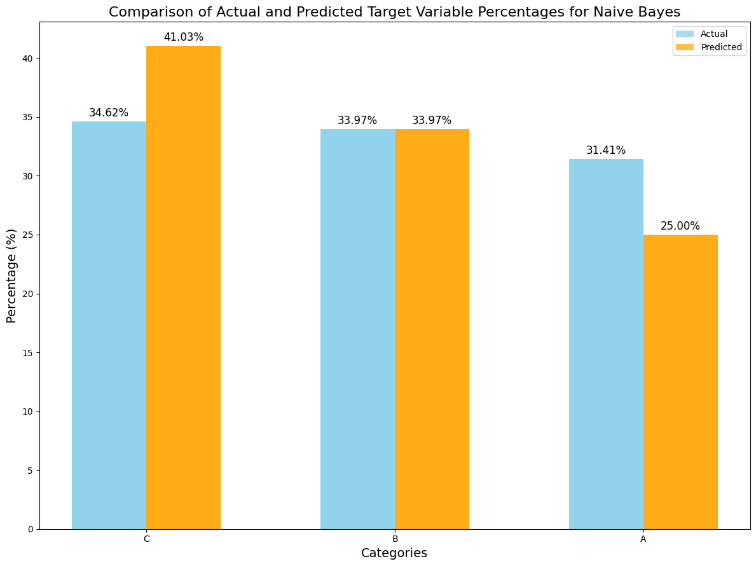 Comparison of Actual and Predicted Target Variable Percentages for Naive Bayes
Actual
Predicted
41.03%
34.62%
33.97%
33.97%
31.41%
25.00%
Percentage (%)
40
35
30
25
20
15
10
5
0
C
B
A
Categories